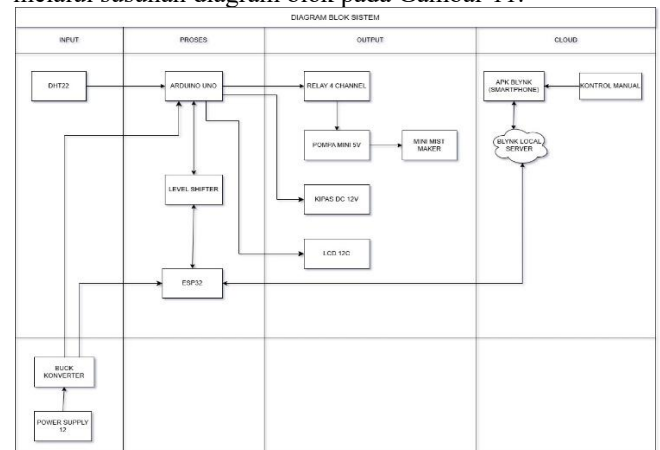 melalui susunan diagram blok pada Gambar 11.
DIAGRAM BLOK SISTEM
INPUT
PROSES
OUTPUT
CLOUD
DHT22
ARDUINO UNO
RELAY 4 CHANNEL
APK BLYNK
(SMARTPHONE)
KONTROL MANUAL
POMPA MINI 5V
MINI MIST
MAKER
BLYNK LOCAL
SERVER
LEVEL SHIFTER
KIPAS DC 12V
LCD 12C
ESP32
BUCK
KONVERTER
POWER SUPPLY
12